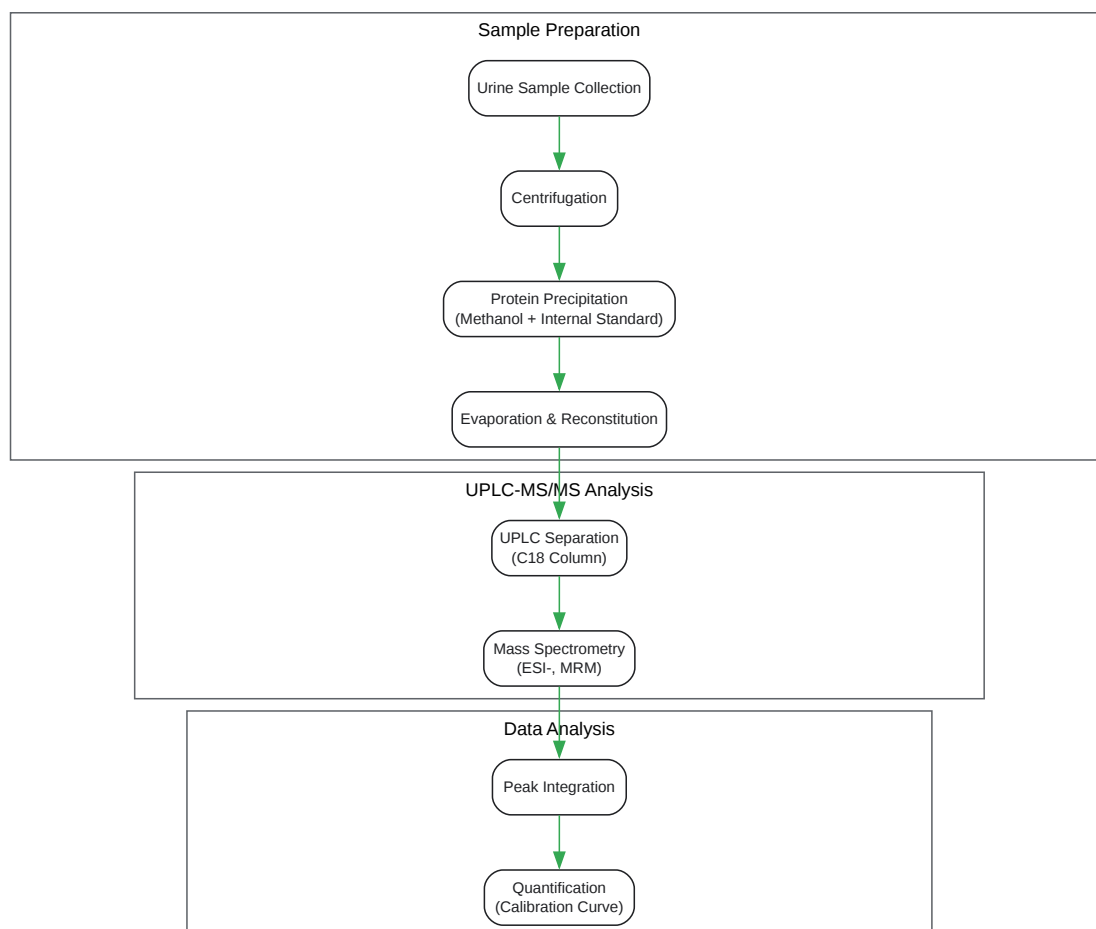 Sample Preparation
Urine Sample Collection
Centrifugation
Protein Precipitation
(Methanol + Internal Standard)
Evaporation & Reconstitution
UPLC-MS/MS Analysis
UPLC Separation
(C18 Column)
Mass Spectrometry
(ESI-, MRM)
Data Analysis
Peak Integration
Quantification
(Calibration Curve)